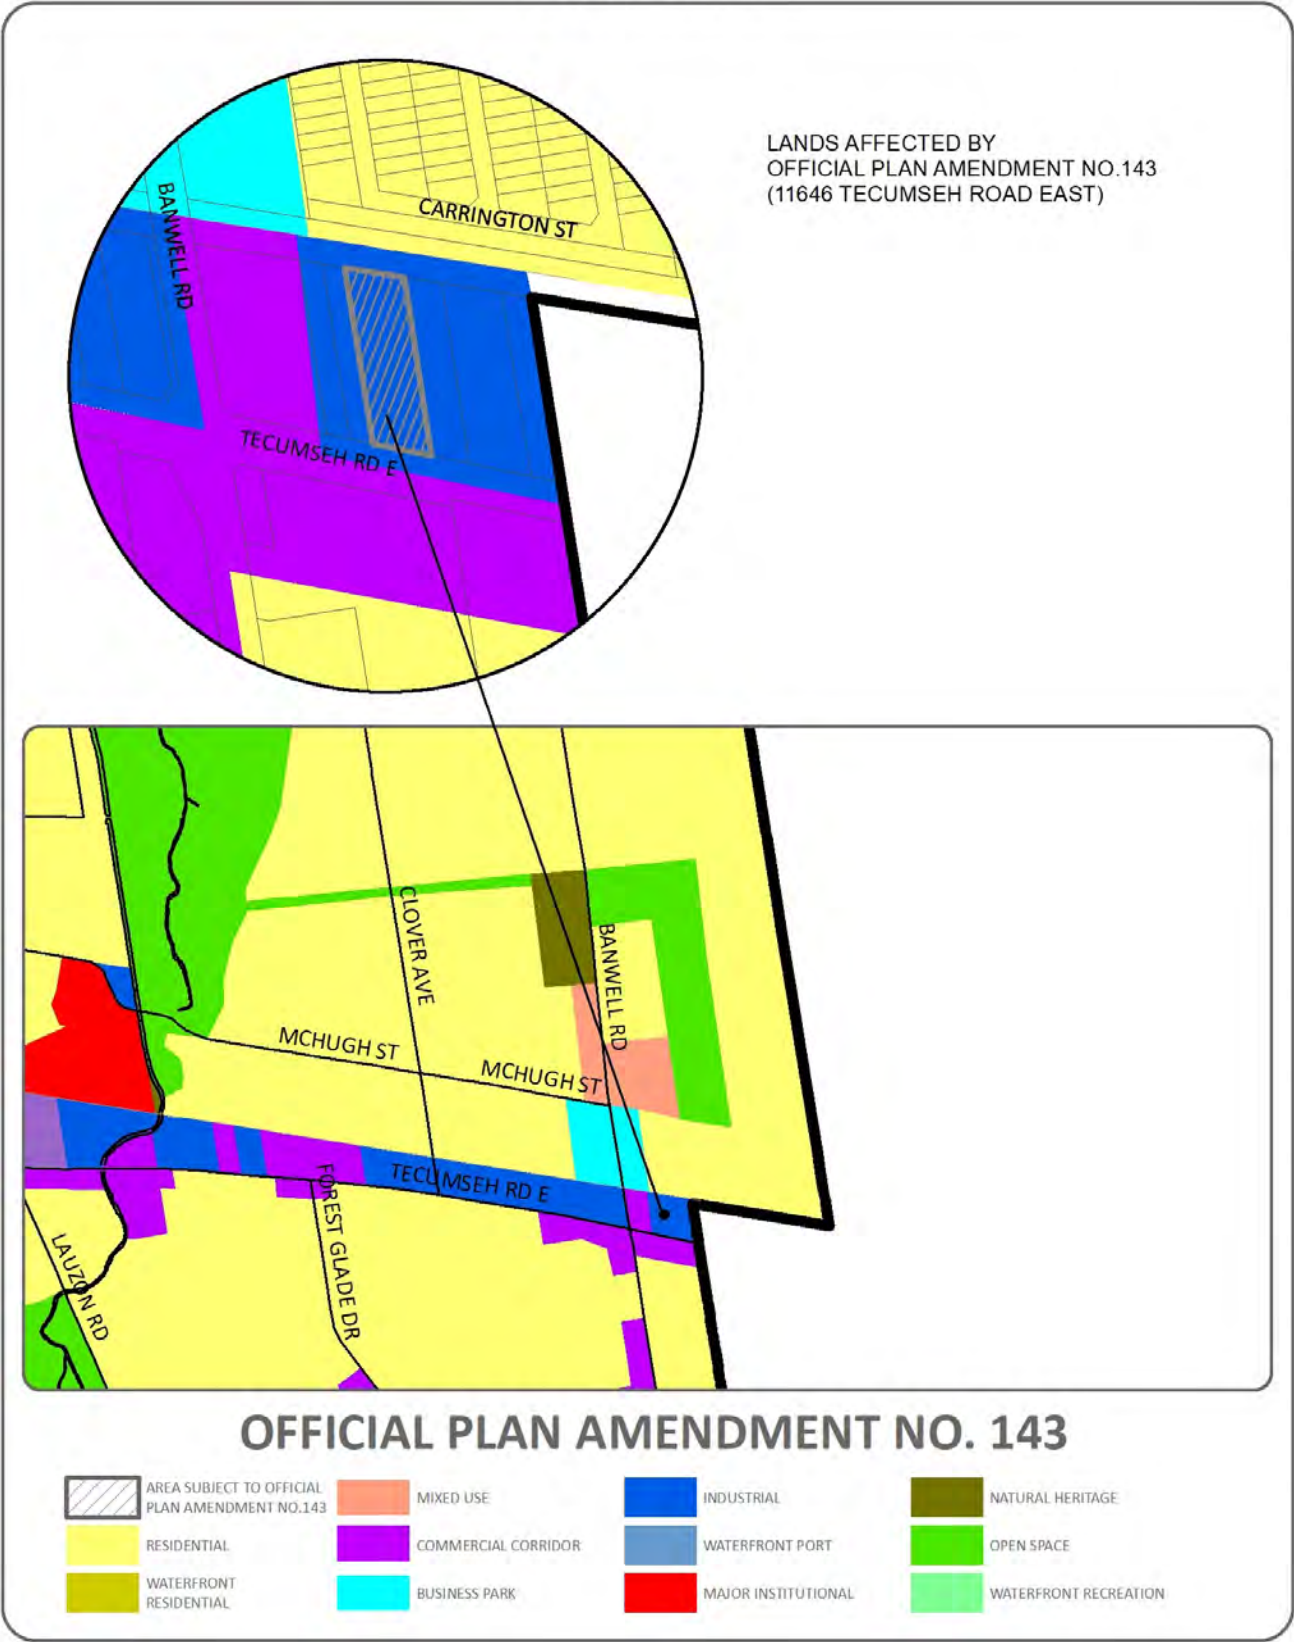 LANDS AFFECTED BY
OFFICIAL PLAN AMENDMENT NO.143
(11646 TECUMSEH ROAD EAST)
BANWELL RD
CARRINGTON ST
TECUMSEH RD E
CLOVER AVE
BANWELL RD
MCHUGH ST
MCHUGH ST
TECUMSEH RD E
FOREST GLADE DR
LAUZON RD
OFFICIAL PLAN AMENDMENT NO. 143
AREA SUBJECT TO OFFICIAL
PLAN AMENDMENT NO.143
MIXED USE
INDUSTRIAL
NATURAL HERITAGE
RESIDENTIAL
COMMERCIAL CORRIDOR
WATERFRONT PORT
OPEN SPACE
WATERFRONT
RESIDENTIAL
BUSINESS PARK
MAJOR INSTITUTIONAL
WATERFRONT RECREATION